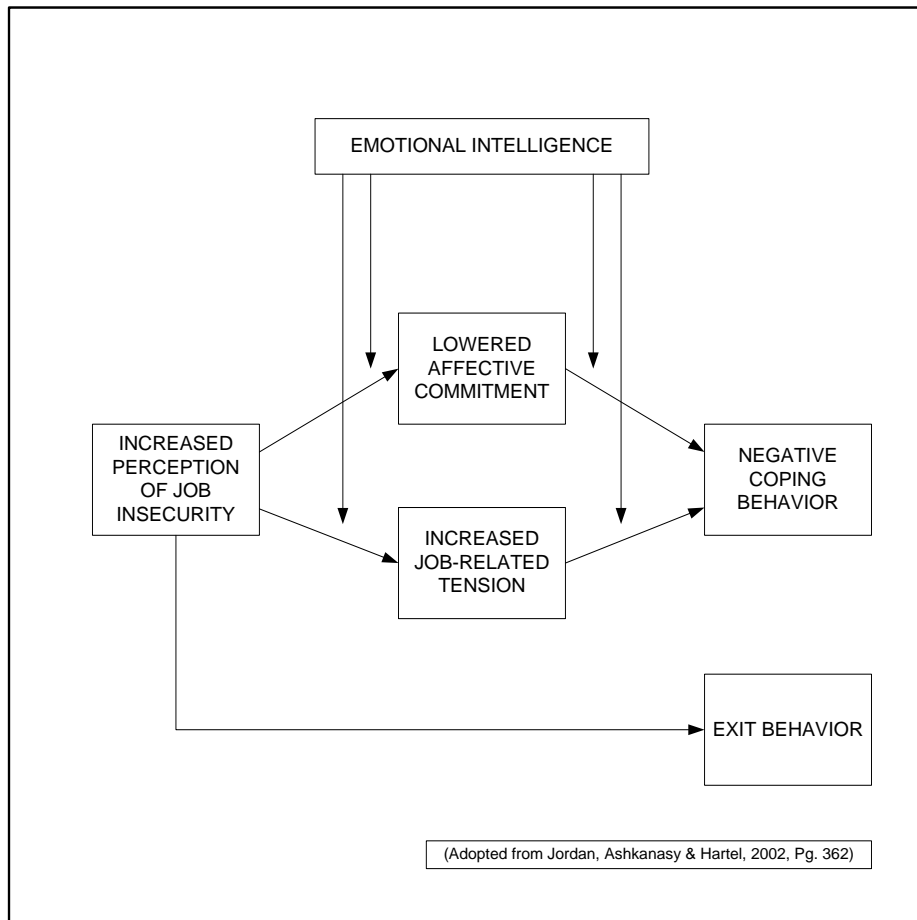 EMOTIONAL INTELLIGENCE
LOWERED
AFFECTIVE
COMMITMENT
INCREASED
PERCEPTION
OF JOB
INSECURITY
NEGATIVE
COPING
BEHAVIOR
INCREASED
JOB-RELATED
TENSION
EXIT BEHAVIOR
(Adopted from Jordan, Ashkanasy & Hartel, 2002, Pg. 362)